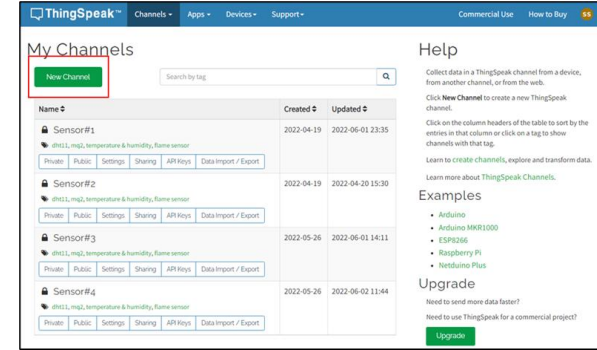 ThingSpeak™ Channels Apps Devices Support Commercial Use How to Buy SS
My Channels
New Channel
Search by tag
Name Created Updated
Sensor#1 2022-04-19 2022-06-01 23:35
dht11, mq2, temperature & humidity, flame sensor
Private Public Settings Sharing API Keys Data Import / Export
Sensor#2 2022-04-19 2022-04-20 15:30
dht11, mq2, temperature & humidity, flame sensor
Private Public Settings Sharing API Keys Data Import / Export
Sensor#3 2022-05-26 2022-06-01 14:11
dht11, mq2, temperature & humidity, flame sensor
Private Public Settings Sharing API Keys Data Import / Export
Sensor#4 2022-05-26 2022-06-02 11:44
dht11, mq2, temperature & humidity, flame sensor
Private Public Settings Sharing API Keys Data Import / Export
Help
Collect data in a ThingSpeak channel from a device,
from another channel, or from the web.
Click New Channel to create a new ThingSpeak
channel.
Click on the column headers of the table to sort by the
entries in that column or click on a tag to show
channels with that tag.
Learn to create channels, explore and transform data.
Learn more about ThingSpeak Channels.
Examples
Arduino
Arduino MKR1000
ESP8266
Raspberry Pi
Netduino Plus
Upgrade
Need to send more data faster?
Need to use ThingSpeak for a commercial project?
Upgrade